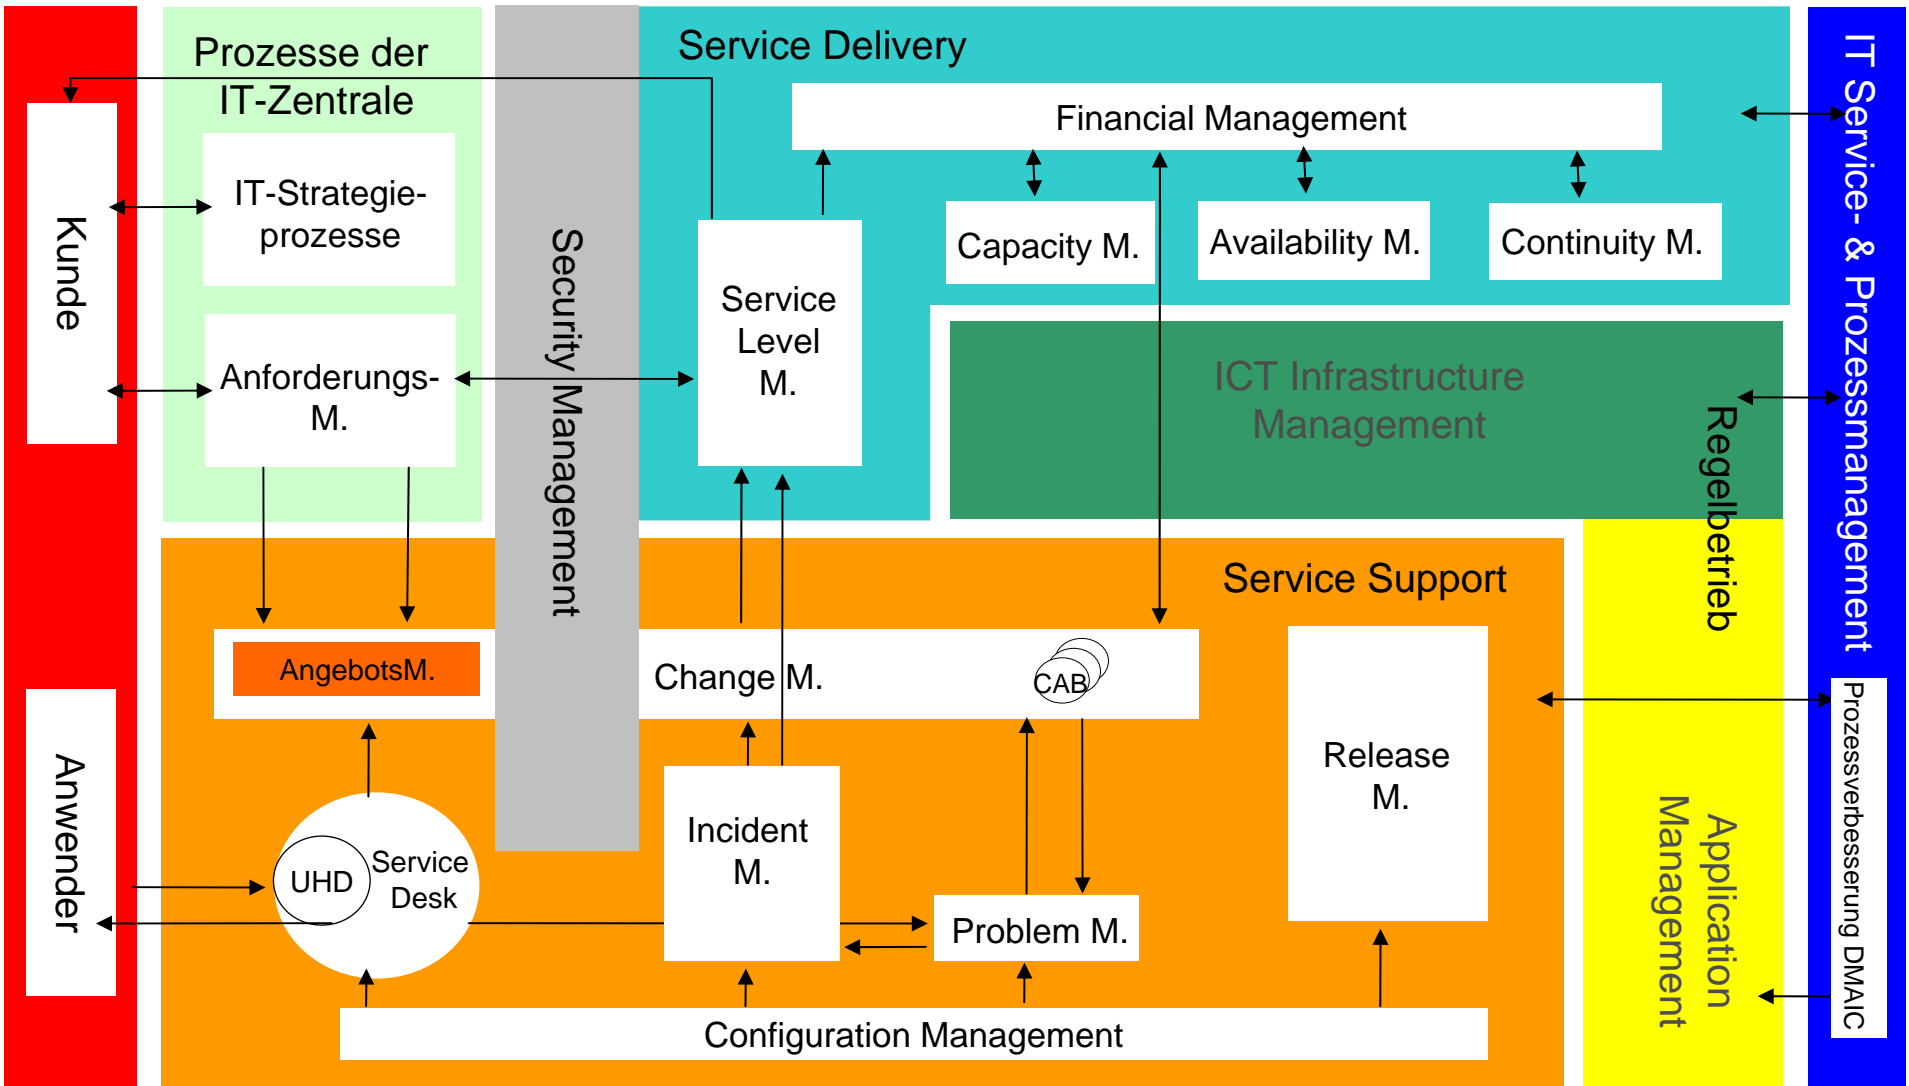 Prozesse der
IT-Zentrale
IT-Strategie-
prozesse
Anforderungs-
M.
Kunde
Anwender
Security Management
Service Delivery
Financial Management
Capacity M.
Availability M.
Continuity M.
Service
Level
M.
ICT Infrastructure
Management
Regelbetrieb
IT Service- & Prozessmanagement
Service Support
AngebotsM.
Change M.
CAB
UHD
Service
Desk
Incident
M.
Problem M.
Release
M.
Configuration Management
Application
Management
Prozessverbesserung DMAIC